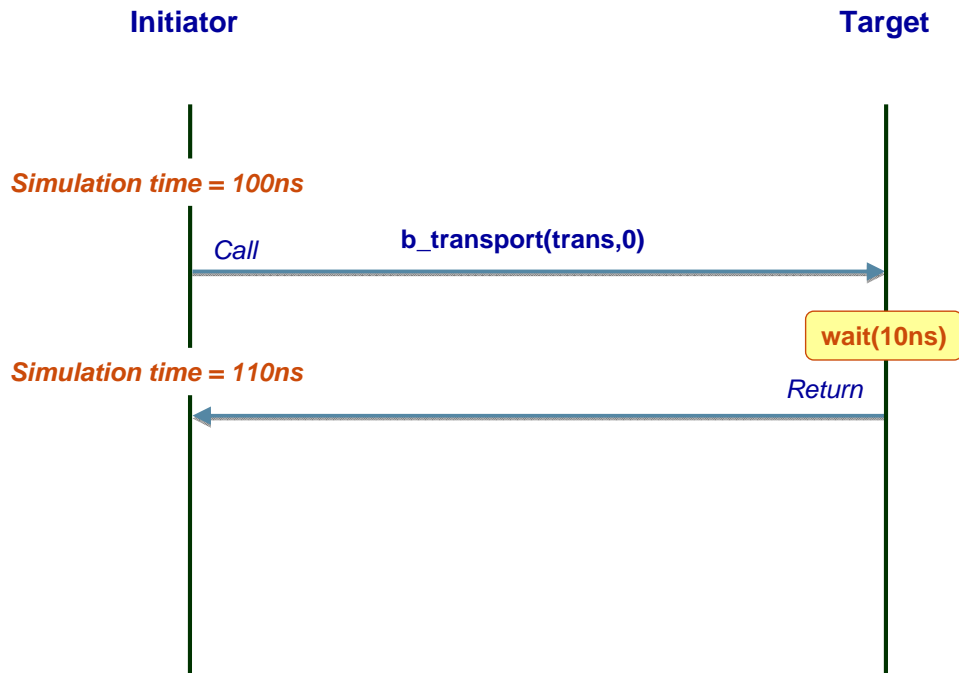 Initiator
Target
Simulation time = 100ns
Call
b_transport(trans,0)
wait(10ns)
Simulation time = 110ns
Return